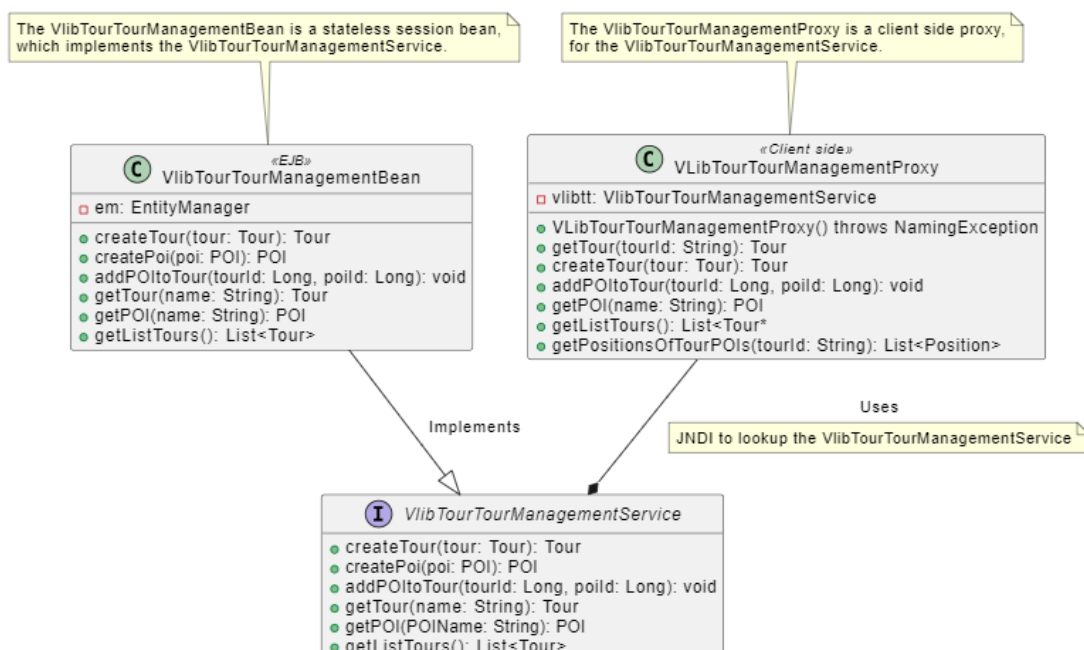 The VlibTourTourManagementBean is a stateless session bean,
which implements the VlibTourTourManagementService.
The VlibTourTourManagementProxy is a client side proxy,
for the VlibTourTourManagementService.
C
«EJB»
VlibTourTourManagementBean
em: EntityManager
createTour(tour: Tour): Tour
createPoi(poi: POI): POI
addPOItoTour(tourId: Long, poiId: Long): void
getTour(name: String): Tour
getPOI(name: String): POI
getListTours(): List<Tour>
C
«Client side»
VLibTourTourManagementProxy
vlibtt: VlibTourTourManagementService
VLibTourTourManagementProxy() throws NamingException
getTour(tourId: String): Tour
createTour(tour: Tour): Tour
addPOItoTour(tourId: Long, poiId: Long): void
getPOI(name: String): POI
getListTours(): List<Tour*
getPositionsOfTourPOIs(tourId: String): List<Position>
Implements
Uses
JNDI to lookup the VlibTourTourManagementService
I
VlibTourTourManagementService
createTour(tour: Tour): Tour
createPoi(poi: POI): POI
addPOItoTour(tourId: Long, poiId: Long): void
getTour(name: String): Tour
getPOI(POIName: String): POI
getListTours(): List<Tour>